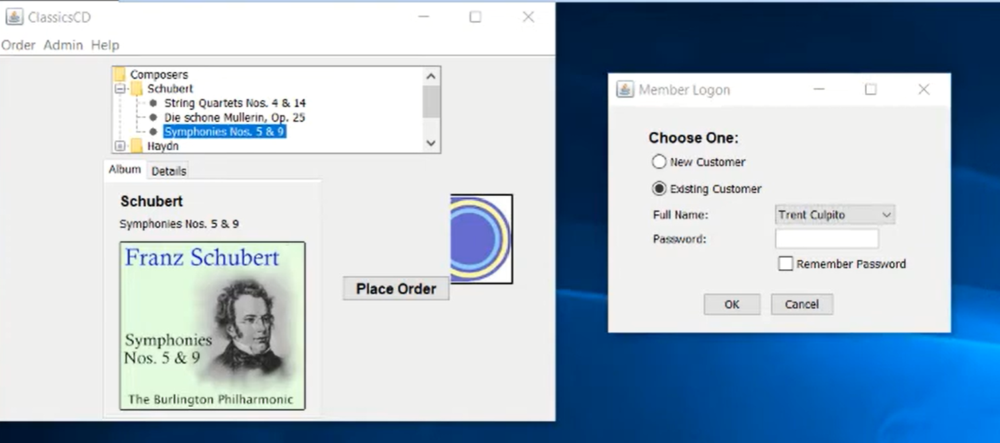 ClassicsCD
Order Admin Help
Composers
Schubert
String Quartets Nos. 4 & 14
Die schone Mullerin, Op. 25
Symphonies Nos. 5 & 9
Haydn
Album Details
Schubert
Symphonies Nos. 5 & 9
Franz Schubert
Symphonies
Nos. 5 & 9
The Burlington Philharmonic
Place Order
Member Logon
Choose One:
New Customer
Existing Customer
Full Name: Trent Culpito
Password:
Remember Password
OK Cancel